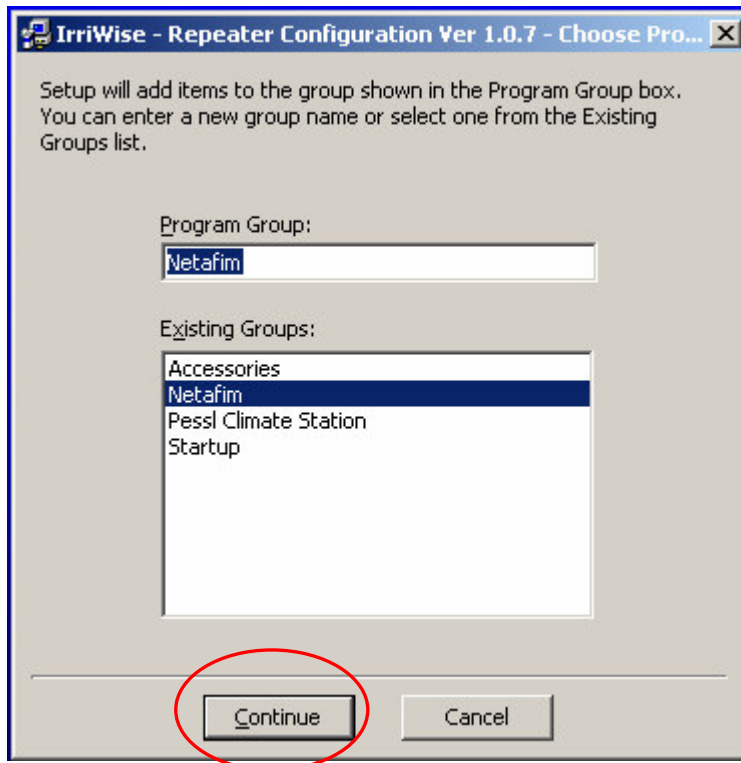 IrriWise - Repeater Configuration Ver 1.0.7 - Choose Pro...
Setup will add items to the group shown in the Program Group box.
You can enter a new group name or select one from the Existing
Groups list.
Program Group:
Netafim
Existing Groups:
Accessories
Netafim
Pessl Climate Station
Startup
Continue
Cancel